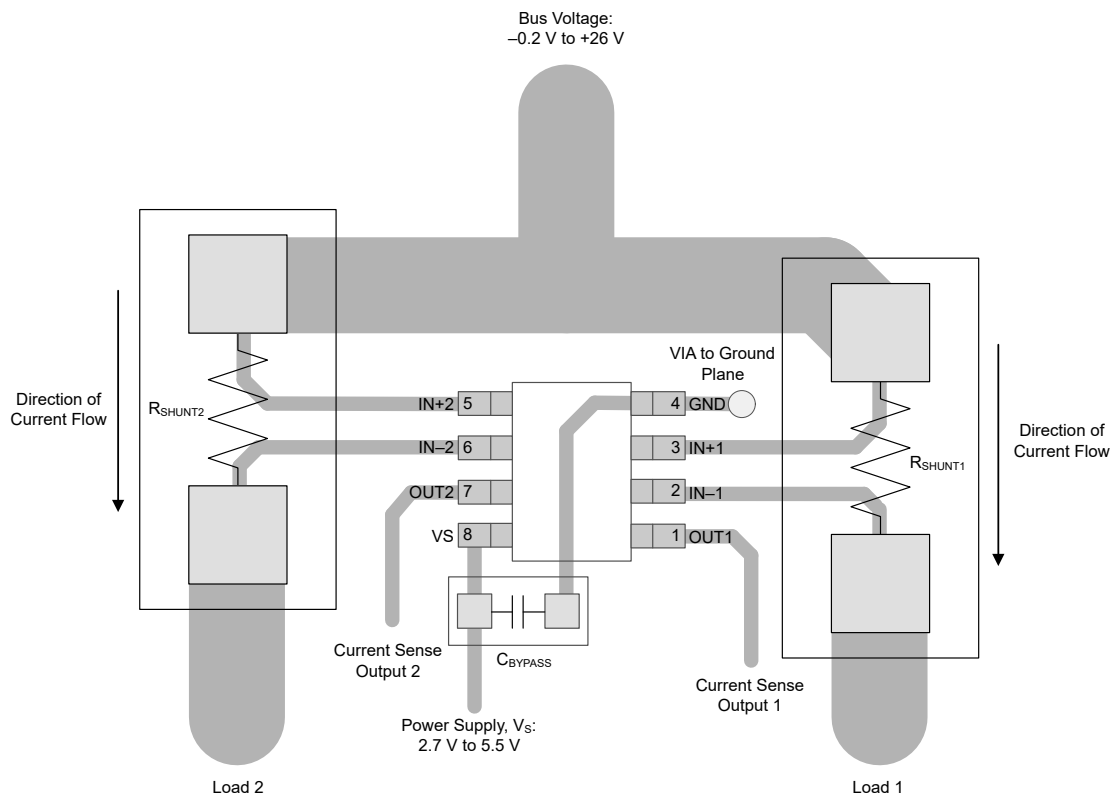 Bus Voltage:
–0.2 V to +26 V
VIA to Ground
Plane
Direction of
Current Flow
RSHUNT2
IN+2 5
4 GND
IN–2 6
3 IN+1
OUT2 7
2 IN–1
VS 8
1 OUT1
RSHUNT1
Direction of
Current Flow
Current Sense
Output 2
CBYPASS
Current Sense
Output 1
Power Supply, VS:
2.7 V to 5.5 V
Load 2
Load 1